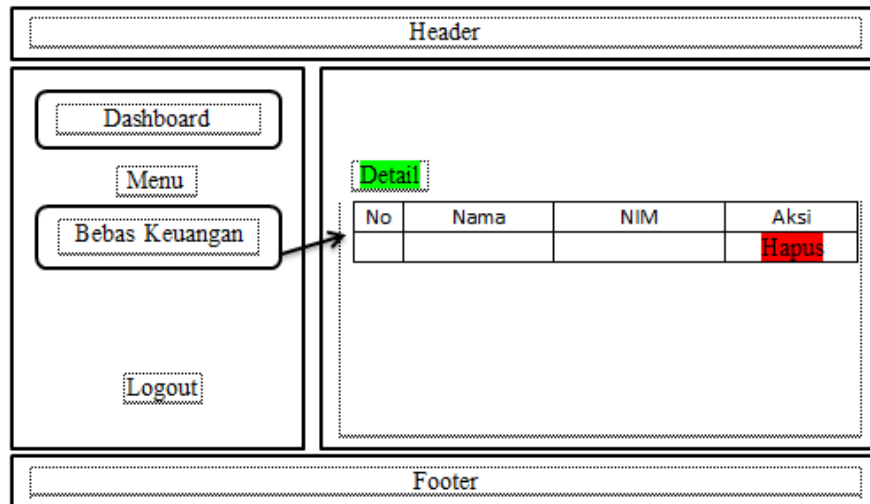 Header
Dashboard
Menu
Bebas Keuangan
Logout
Detail
No Nama NIM Aksi
Hapus
Footer